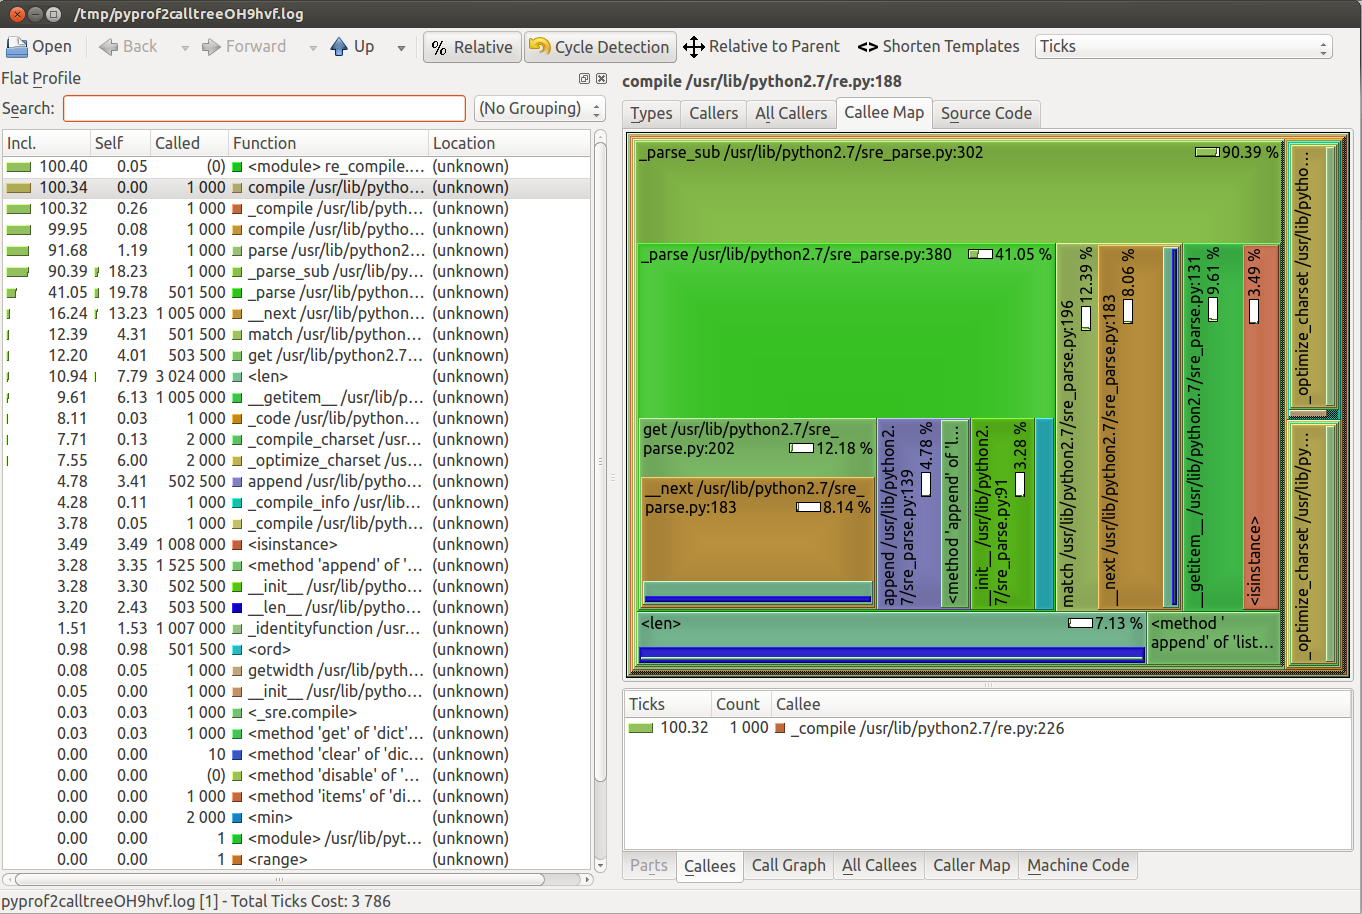 /tmp/pyprof2calltreeOH9hvf.log
Open Back Forward Up % Relative Cycle Detection Relative to Parent <> Shorten Templates Ticks
Flat Profile
Search: (No Grouping)
Incl. Self Called Function Location
100.40 0.05 (0) <module> re_compile.... (unknown)
100.34 0.00 1 000 compile /usr/lib/pytho... (unknown)
100.32 0.26 1 000 _compile /usr/lib/pyth... (unknown)
99.95 0.08 1 000 compile /usr/lib/pytho... (unknown)
91.68 1.19 1 000 parse /usr/lib/python2... (unknown)
90.39 18.23 1 000 _parse_sub /usr/lib/py... (unknown)
41.05 19.78 501 500 _parse /usr/lib/python... (unknown)
16.24 13.23 1 005 000 __next /usr/lib/python... (unknown)
12.39 4.31 501 500 match /usr/lib/python... (unknown)
12.20 4.01 503 500 get /usr/lib/python2.7... (unknown)
10.94 7.79 3 024 000 <len> (unknown)
9.61 6.13 1 005 000 __getitem__ /usr/lib/p... (unknown)
8.11 0.03 1 000 _code /usr/lib/python... (unknown)
7.71 0.13 2 000 _compile_charset /usr... (unknown)
7.55 6.00 2 000 _optimize_charset /us... (unknown)
4.78 3.41 502 500 append /usr/lib/python... (unknown)
4.28 0.11 1 000 _compile_info /usr/lib... (unknown)
3.78 0.05 1 000 _compile /usr/lib/pyth... (unknown)
3.49 3.49 1 008 000 <isinstance> (unknown)
3.28 3.35 1 525 500 <method 'append' of '... (unknown)
3.28 3.30 502 500 __init__ /usr/lib/pytho... (unknown)
3.20 2.43 503 500 __len__ /usr/lib/pytho... (unknown)
1.51 1.53 1 007 000 _identityfunction /usr... (unknown)
0.98 0.98 501 500 <ord> (unknown)
0.08 0.05 1 000 getwidth /usr/lib/pyth... (unknown)
0.05 0.00 1 000 __init__ /usr/lib/pytho... (unknown)
0.03 0.03 1 000 <_sre.compile> (unknown)
0.03 0.03 1 000 <method 'get' of 'dict'... (unknown)
0.00 0.00 10 <method 'clear' of 'dic... (unknown)
0.00 0.00 (0) <method 'disable' of '... (unknown)
0.00 0.00 1 000 <method 'items' of 'di... (unknown)
0.00 0.00 2 000 <min> (unknown)
0.00 0.00 1 <module> /usr/lib/pyt... (unknown)
0.00 0.00 1 <range> (unknown)
compile /usr/lib/python2.7/re.py:188
Types Callers All Callers Callee Map Source Code
_parse_sub /usr/lib/python2.7/sre_parse.py:302 90.39 %
_parse /usr/lib/python2.7/sre_parse.py:380 41.05 %
get /usr/lib/python2.7/sre_
parse.py:202 12.18 %
__next /usr/lib/python2.7/sre_
parse.py:183 8.14 %
append /usr/lib/python2.
7/sre_parse.py:139 4.78 %
<method 'append' of 'l...
__init__ /usr/lib/python2.
7/sre_parse.py:91 3.28 %
match /usr/lib/python2.7/sre_parse.py:196 12.39 %
__next /usr/lib/python2.7/sre_parse.py:183 8.06 %
__getitem__ /usr/lib/python2.7/sre_parse.py:131 9.61 %
<isinstance> 3.49 %
<len> 7.13 %
<method '
append' of 'list...
_optimize_charset /usr/lib/pytho...
_optimize_charset /usr/lib/py...
Ticks Count Callee
100.32 1 000 _compile /usr/lib/python2.7/re.py:226
Parts Callees Call Graph All Callees Caller Map Machine Code
pyprof2calltreeOH9hvf.log [1] - Total Ticks Cost: 3 786